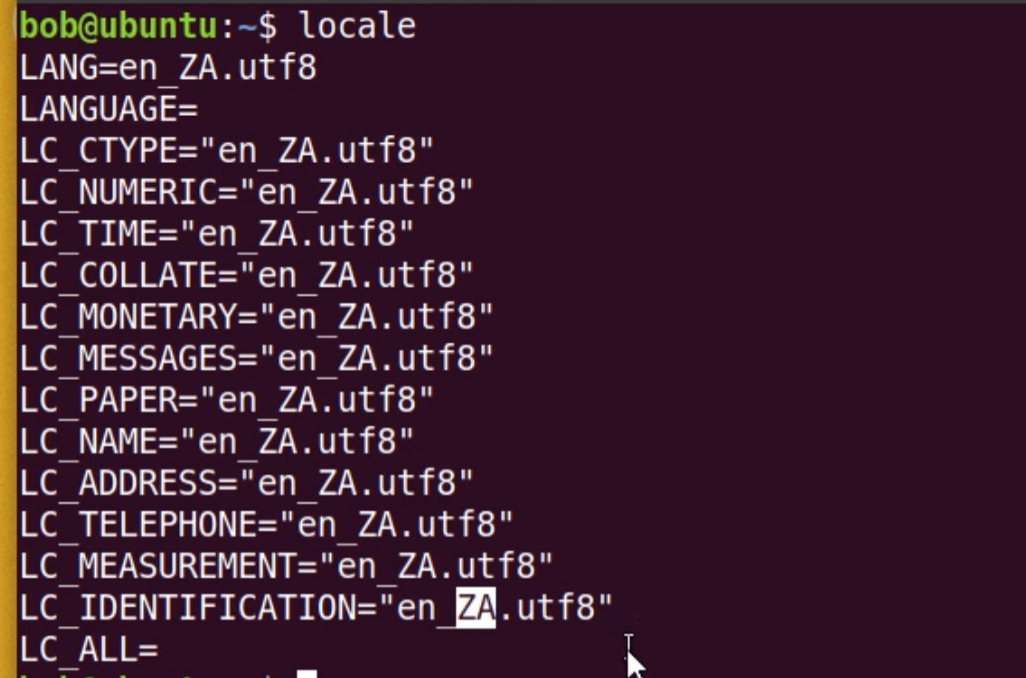 bob@ubuntu:~$ locale
LANG=en_ZA.utf8
LANGUAGE=
LC_CTYPE="en_ZA.utf8"
LC_NUMERIC="en_ZA.utf8"
LC_TIME="en_ZA.utf8"
LC_COLLATE="en_ZA.utf8"
LC_MONETARY="en_ZA.utf8"
LC_MESSAGES="en_ZA.utf8"
LC_PAPER="en_ZA.utf8"
LC_NAME="en_ZA.utf8"
LC_ADDRESS="en_ZA.utf8"
LC_TELEPHONE="en_ZA.utf8"
LC_MEASUREMENT="en_ZA.utf8"
LC_IDENTIFICATION="en_ZA.utf8"
LC_ALL=